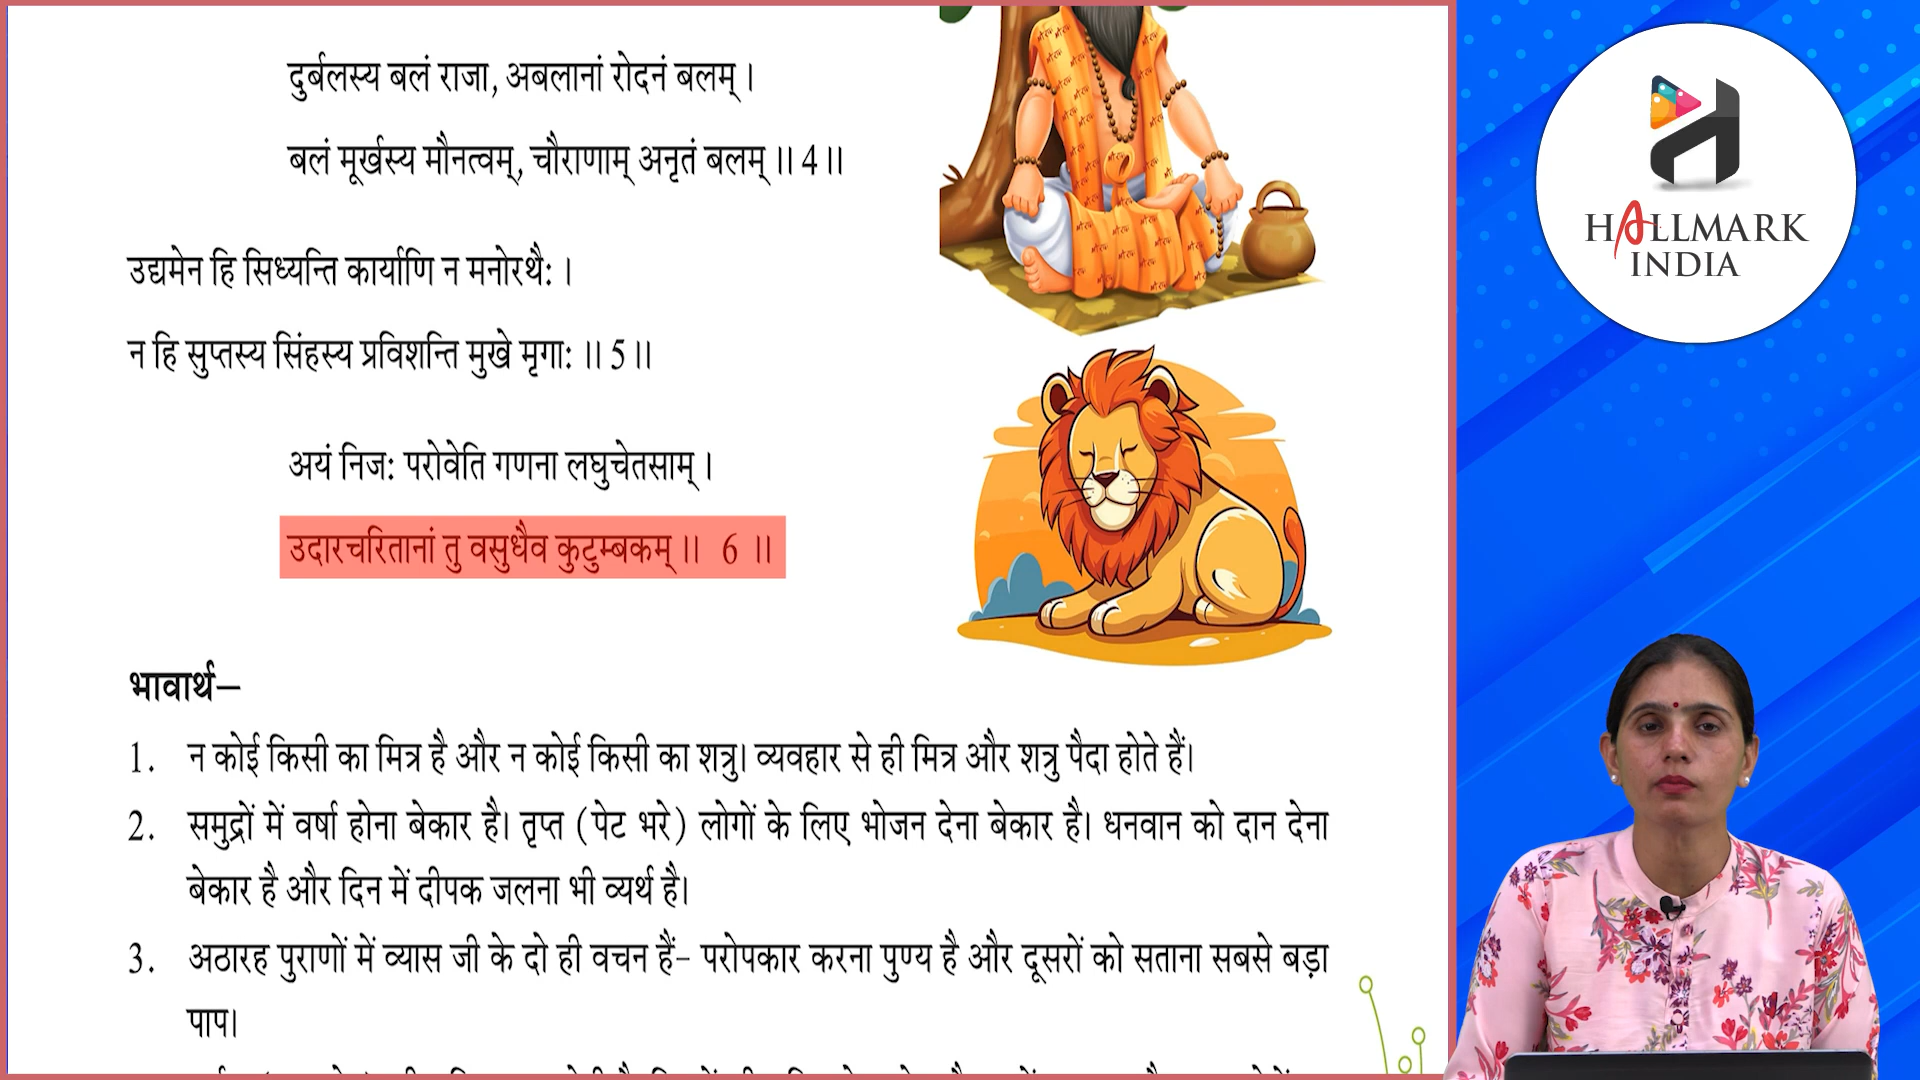 दुर्बलस्य बलं राजा, अबलानां रोदनं बलम् ।
बलं मूर्खस्य मौनत्वम्, चौराणाम् अनृतं बलम् ॥ 4 ॥
उद्यमेन हि सिध्यन्ति कार्याणि न मनोरथै: ।
न हि सुप्तस्य सिंहस्य प्रविशन्ति मुखे मृगा: ॥ 5 ॥
अयं निज: परोवेति गणना लघुचेतसाम् ।
उदारचरितानां तु वसुधैव कुटुम्बकम् ॥ 6 ॥
भावार्थ–
1. न कोई किसी का मित्र है और न कोई किसी का शत्रु। व्यवहार से ही मित्र और शत्रु पैदा होते हैं।
2. समुद्रों में वर्षा होना बेकार है। तृप्त (पेट भरे) लोगों के लिए भोजन देना बेकार है। धनवान को दान देना
बेकार है और दिन में दीपक जलना भी व्यर्थ है।
3. अठारह पुराणों में व्यास जी के दो ही वचन हैं- परोपकार करना पुण्य है और दूसरों को सताना सबसे बड़ा
पाप।
HALLMARK
INDIA